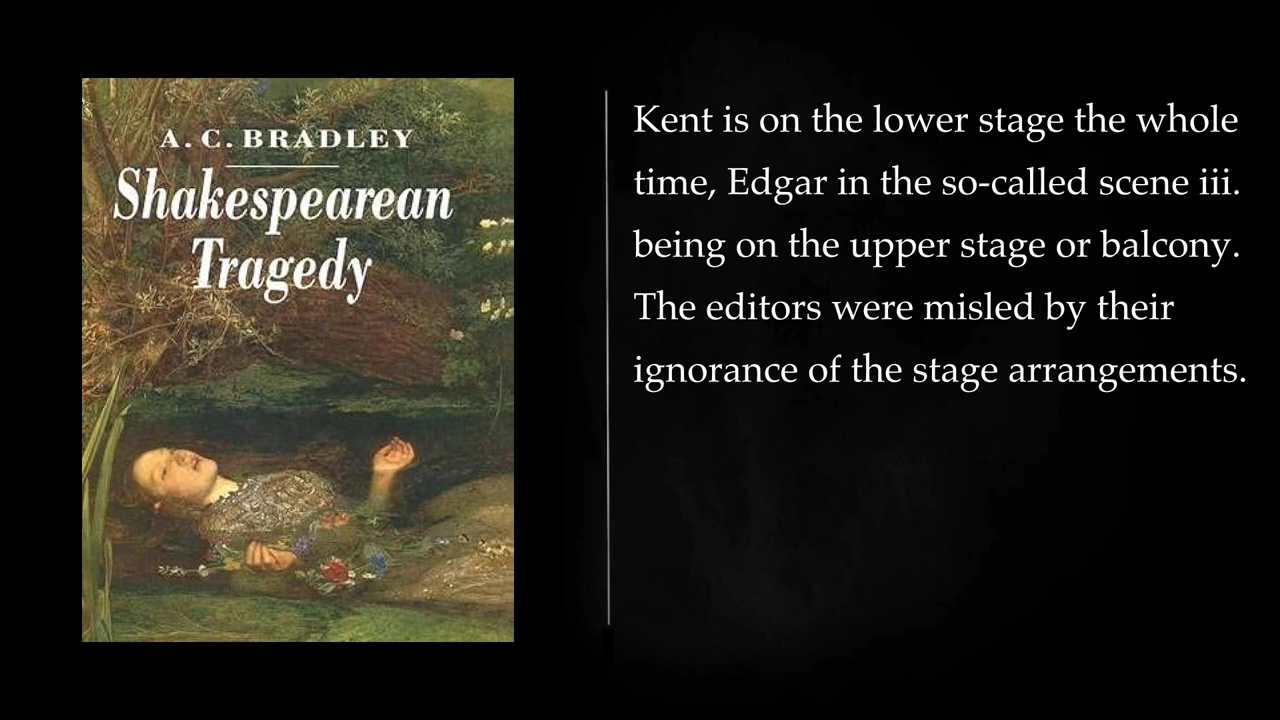 A. C. BRADLEY
Shakespearean
Tragedy
Kent is on the lower stage the whole
time, Edgar in the so-called scene iii.
being on the upper stage or balcony.
The editors were misled by their
ignorance of the stage arrangements.